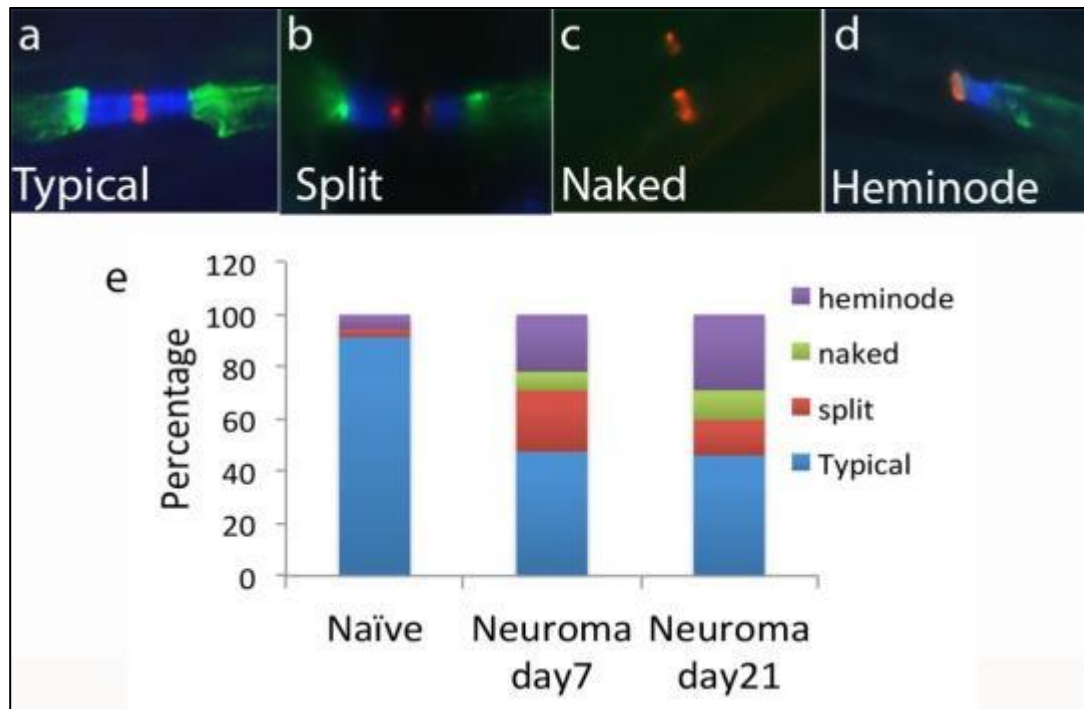 a
b
c
d
Typical
Split
Naked
Heminode
e
Percentage
120
100
80
60
40
20
0
heminode
naked
split
Typical
Naïve
Neuroma
day7
Neuroma
day21